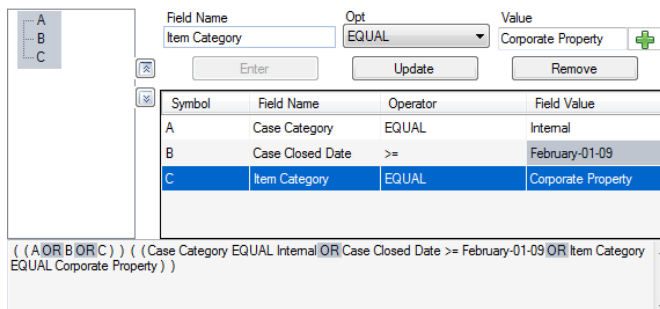 A
B
C
Field Name Opt Value
Item Category EQUAL Corporate Property
Enter Update Remove
Symbol Field Name Operator Field Value
A Case Category EQUAL Internal
B Case Closed Date >= February-01-09
C Item Category EQUAL Corporate Property
( ( A OR B OR C ) ) ( ( Case Category EQUAL Internal OR Case Closed Date >= February-01-09 OR Item Category
EQUAL Corporate Property ) )